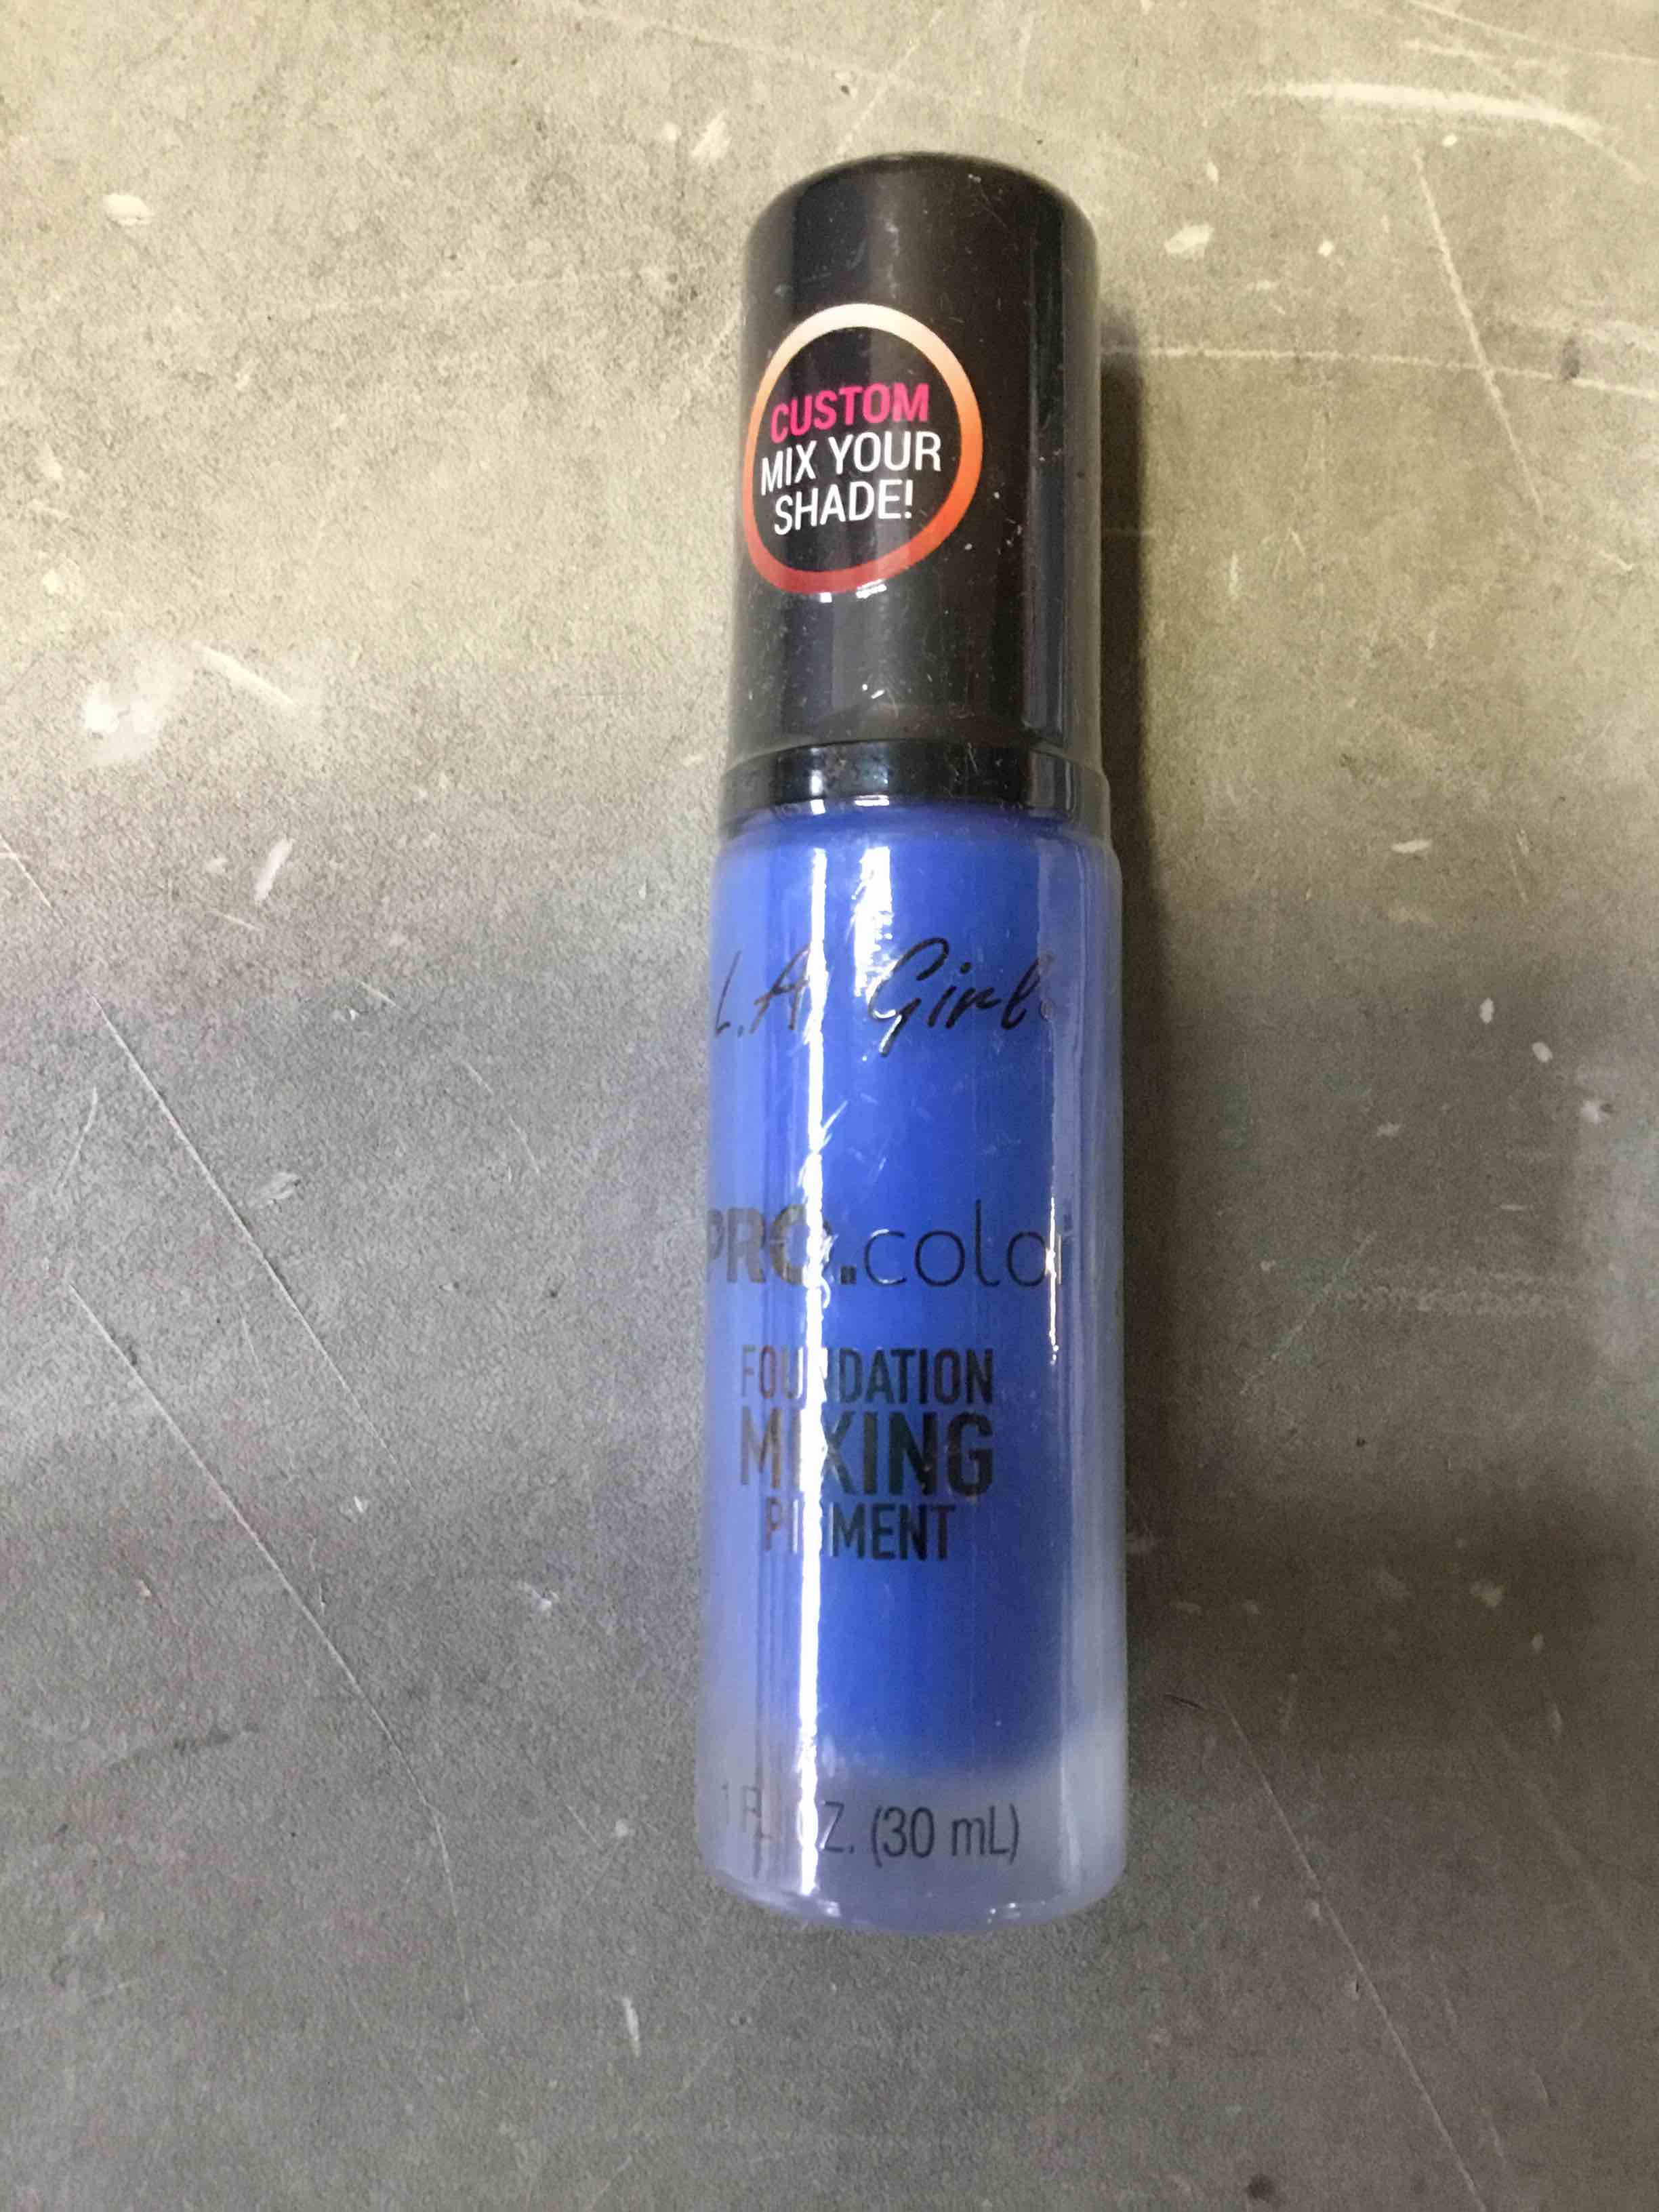 CUSTOM
MIX YOUR
SHADE!
L.A. Girl
PRO.color
FOUNDATION
MIXING
PIGMENT
1 FL. OZ. (30 mL)